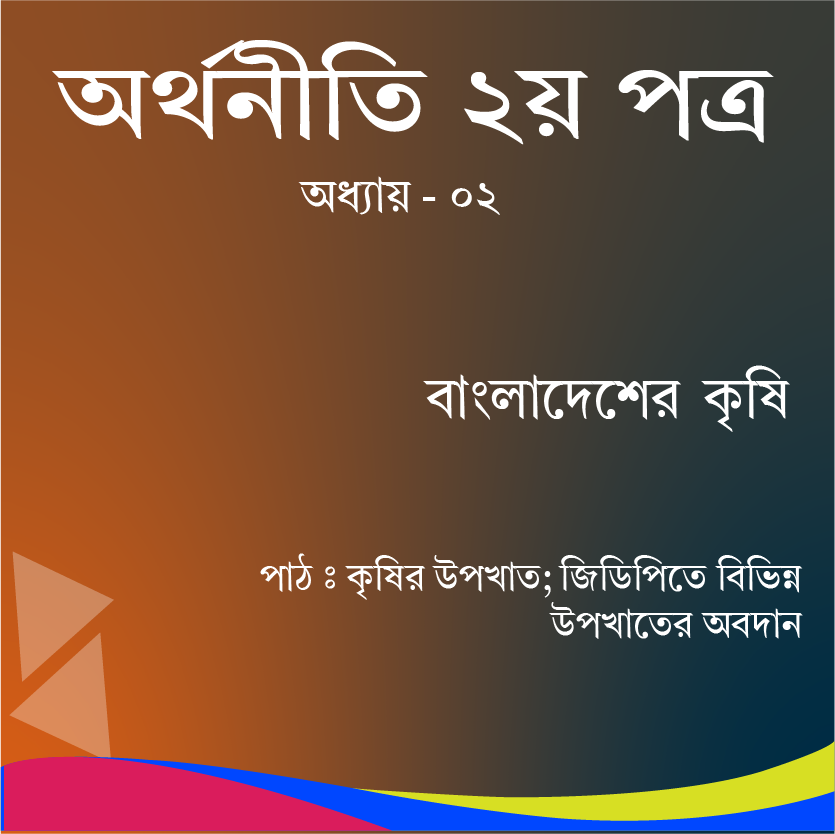 অর্থনীতি ২য় পত্র
অধ্যায় - ০২
বাংলাদেশের কৃষি
পাঠ ঃ কৃষির উপখাত; জিডিপিতে বিভিন্ন
উপখাতের অবদান